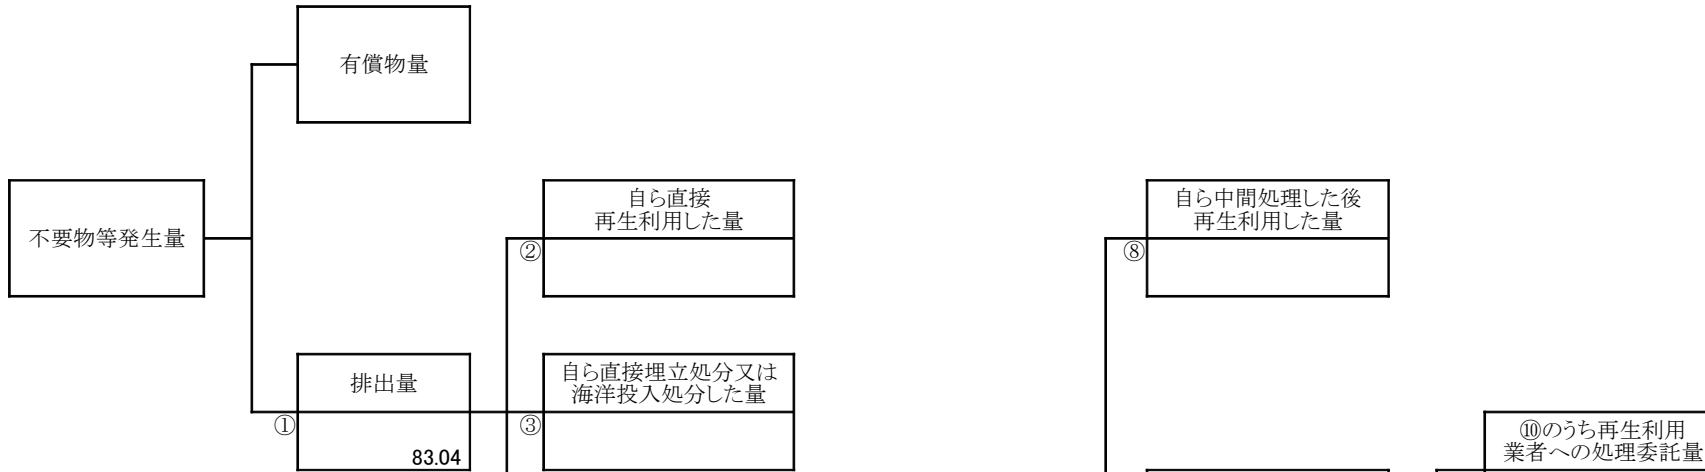 有償物量
不要物等発生量
自ら直接
再生利用した量
②
自ら中間処理した後
再生利用した量
⑧
排出量
①
83.04
自ら直接埋立処分又は
海洋投入処分した量
③
⑩のうち再生利用
業者への処理委託量